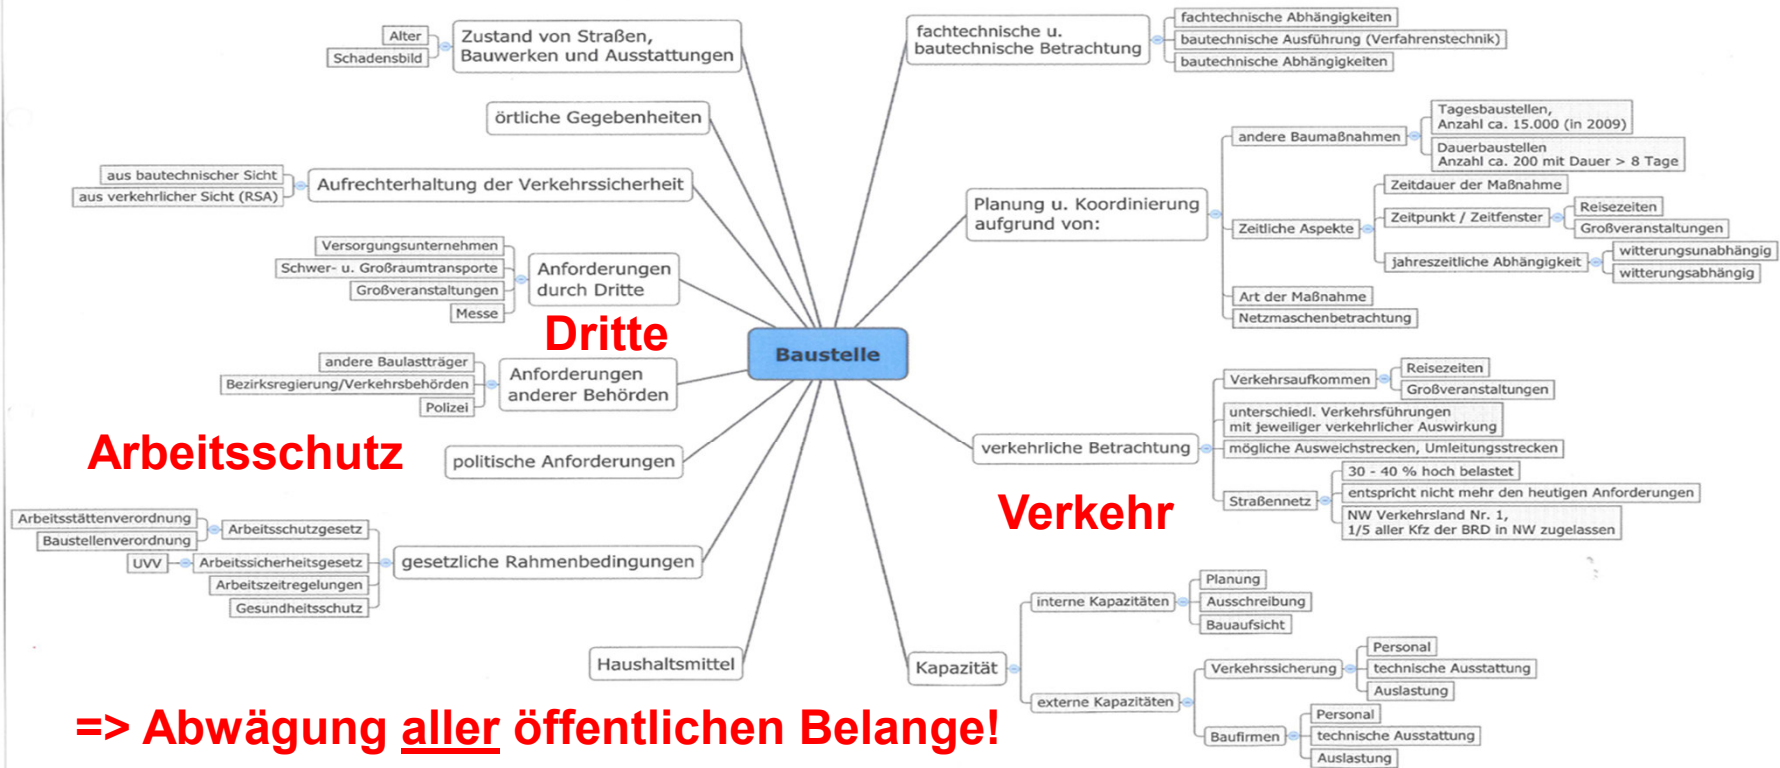 Zustand von Straßen,
Bauwerken und Ausstattungen
Alter
Schadensbild
örtliche Gegebenheiten
Aufrechterhaltung der Verkehrssicherheit
aus bautechnischer Sicht
aus verkehrlicher Sicht (RSA)
Anforderungen
durch Dritte
Versorgungsunternehmen
Schwer- u. Großraumtransporte
Großveranstaltungen
Messe
Dritte
Anforderungen
anderer Behörden
andere Baulastträger
Bezirksregierung/Verkehrsbehörden
Polizei
Arbeitsschutz
politische Anforderungen
gesetzliche Rahmenbedingungen
Arbeitsschutzgesetz
Arbeitsstättenverordnung
Baustellenverordnung
Arbeitssicherheitsgesetz
UVV
Arbeitszeitregelungen
Gesundheitsschutz
Haushaltsmittel
Baustelle
fachtechnische u.
bautechnische Betrachtung
fachtechnische Abhängigkeiten
bautechnische Ausführung (Verfahrenstechnik)
bautechnische Abhängigkeiten
Planung u. Koordinierung
aufgrund von:
andere Baumaßnahmen
Tagesbaustellen,
Anzahl ca. 15.000 (in 2009)
Dauerbaustellen
Anzahl ca. 200 mit Dauer > 8 Tage
Zeitliche Aspekte
Zeitdauer der Maßnahme
Zeitpunkt / Zeitfenster
Reisezeiten
Großveranstaltungen
jahreszeitliche Abhängigkeit
witterungsunabhängig
witterungsabhängig
Art der Maßnahme
Netzmaschenbetrachtung
verkehrliche Betrachtung
Verkehrsaufkommen
Reisezeiten
Großveranstaltungen
unterschiedl. Verkehrsführungen
mit jeweiliger verkehrlicher Auswirkung
mögliche Ausweichstrecken, Umleitungsstrecken
Straßennetz
30 - 40 % hoch belastet
entspricht nicht mehr den heutigen Anforderungen
NW Verkehrsland Nr. 1,
1/5 aller Kfz der BRD in NW zugelassen
Verkehr
Kapazität
interne Kapazitäten
Planung
Ausschreibung
Bauaufsicht
externe Kapazitäten
Verkehrssicherung
Personal
technische Ausstattung
Auslastung
Baufirmen
Personal
technische Ausstattung
Auslastung
=> Abwägung aller öffentlichen Belange!